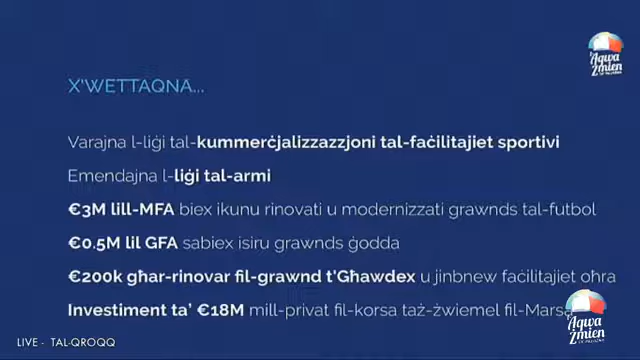 X'WETTAQNA...
Varajna l-liġi tal-kummerċjalizzazzjoni tal-faċilitajiet sportivi
Emendajna l-liġi tal-armi
€3M lill-MFA biex ikunu rinovati u modernizzati grawnds tal-futbol
€0.5M lil GFA sabiex isiru grawnds ġodda
€200k għar-rinovar fil-grawnd t'Għawdex u jinbnew faċilitajiet oħra
Investiment ta' €18M mill-privat fil-korsa taż-żwiemel fil-Marsa
LIVE - TAL-QROQQ
L-Aqwa
Żmien
L-Aqwa
Żmien